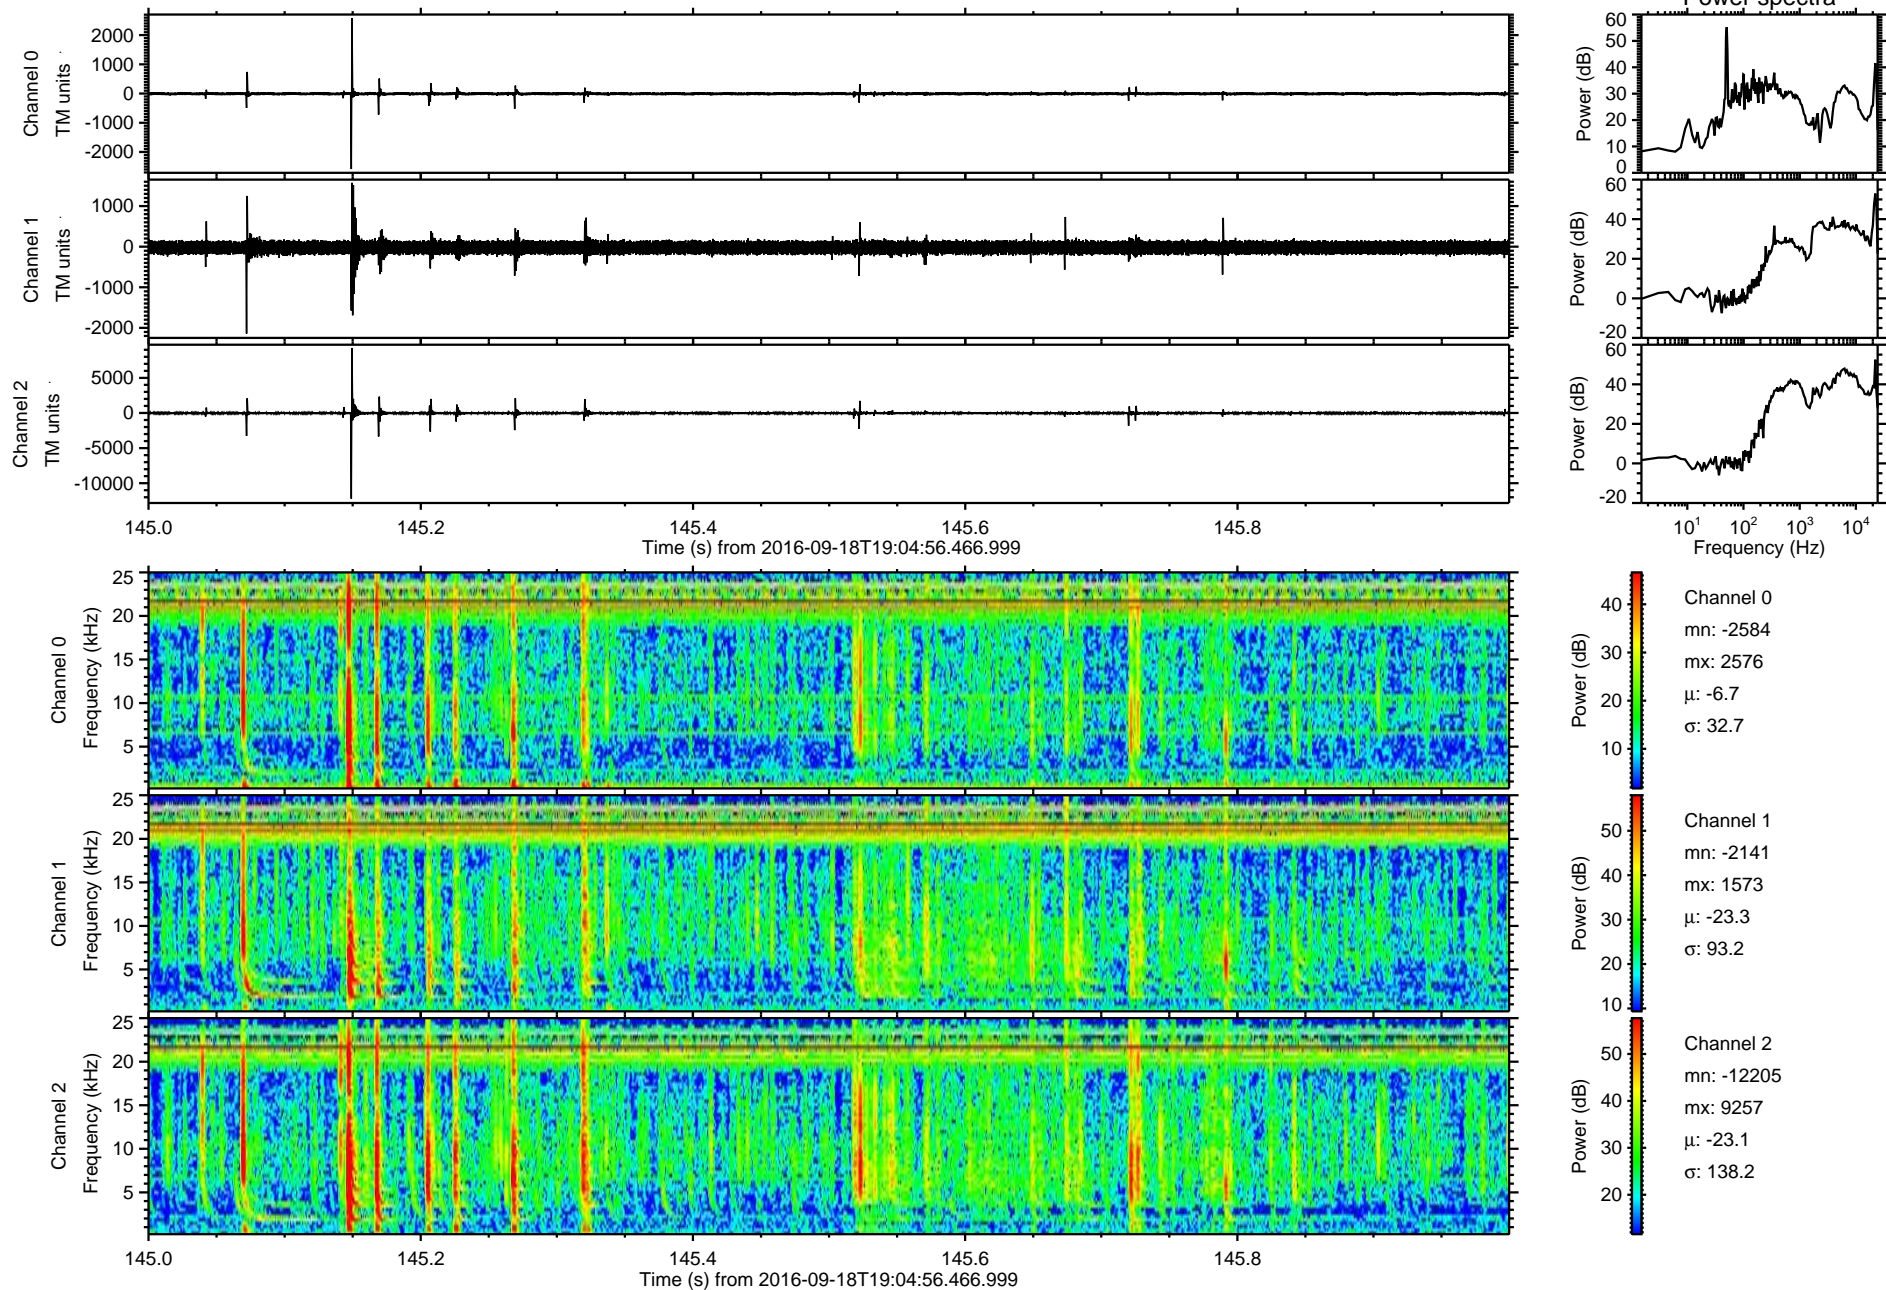 Power spectra
Channel 0
TM units
2000
1000
0
-1000
-2000
Power (dB)
60
50
40
30
20
10
0
Channel 1
TM units
1000
0
-1000
-2000
Power (dB)
60
40
20
0
-20
Channel 2
TM units
5000
0
-5000
-10000
Power (dB)
60
40
20
0
-20
145.0 145.2 145.4 145.6 145.8
Time (s) from 2016-09-18T19:04:56.466.999
10¹ 10² 10³ 10⁴
Frequency (Hz)
Channel 0
Frequency (kHz)
25
20
15
10
5
Power (dB)
40
30
20
10
Channel 0
mn: -2584
mx: 2576
μ: -6.7
σ: 32.7
Channel 1
Frequency (kHz)
25
20
15
10
5
Power (dB)
50
40
30
20
10
Channel 1
mn: -2141
mx: 1573
μ: -23.3
σ: 93.2
Channel 2
Frequency (kHz)
25
20
15
10
5
Power (dB)
50
40
30
20
Channel 2
mn: -12205
mx: 9257
μ: -23.1
σ: 138.2
145.0 145.2 145.4 145.6 145.8
Time (s) from 2016-09-18T19:04:56.466.999